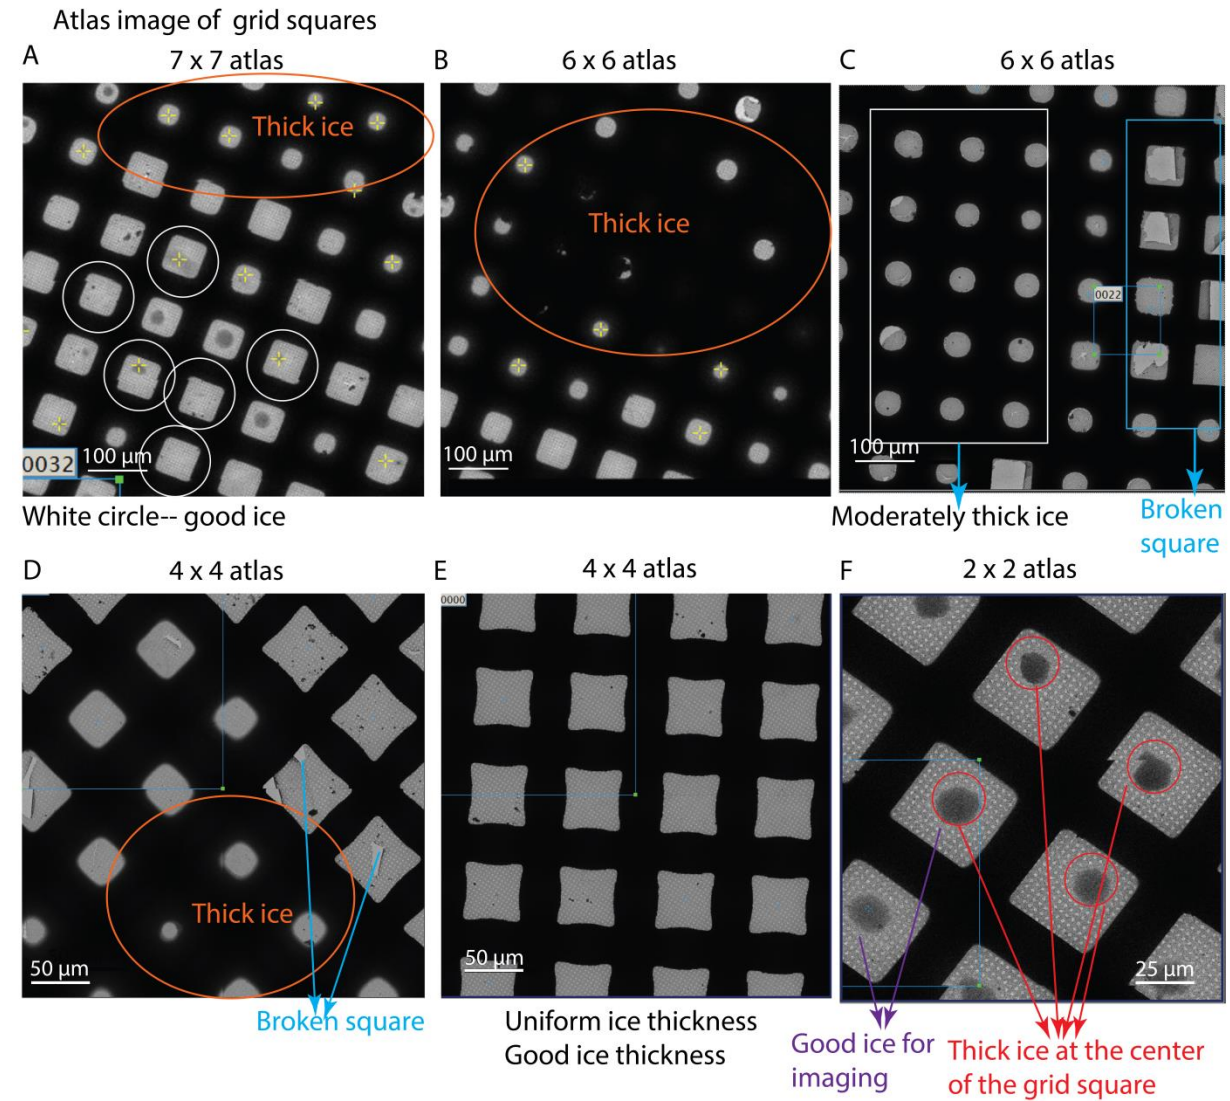 Atlas image of grid squares
A
7 x 7 atlas
B
6 x 6 atlas
C
6 x 6 atlas
Thick ice
Thick ice
0022
100 µm
0032
100 µm
100 µm
White circle-- good ice
Moderately thick ice
Broken
square
D
4 x 4 atlas
E
4 x 4 atlas
F
2 x 2 atlas
0000
Thick ice
50 µm
50 µm
25 µm
Broken square
Uniform ice thickness
Good ice thickness
Good ice for
imaging
Thick ice at the center
of the grid square